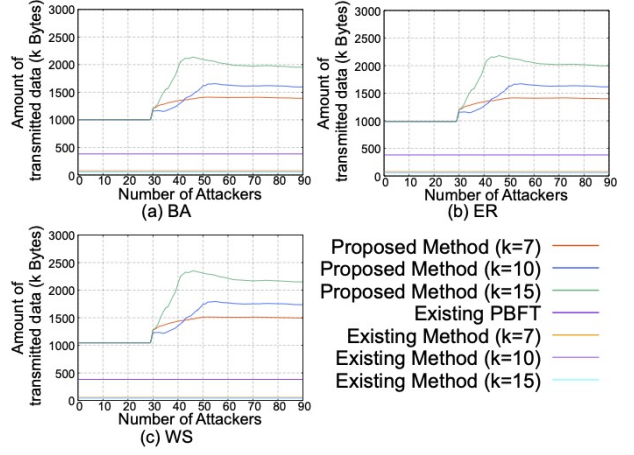 Amount of
transmitted data (k Bytes)
3000
2500
2000
1500
1000
500
0
0 10 20 30 40 50 60 70 80 90
Number of Attackers
(a) BA
Amount of
transmitted data (k Bytes)
3000
2500
2000
1500
1000
500
0
0 10 20 30 40 50 60 70 80 90
Number of Attackers
(b) ER
Amount of
transmitted data (k Bytes)
3000
2500
2000
1500
1000
500
0
0 10 20 30 40 50 60 70 80 90
Number of Attackers
(c) WS
Proposed Method (k=7)
Proposed Method (k=10)
Proposed Method (k=15)
Existing PBFT
Existing Method (k=7)
Existing Method (k=10)
Existing Method (k=15)